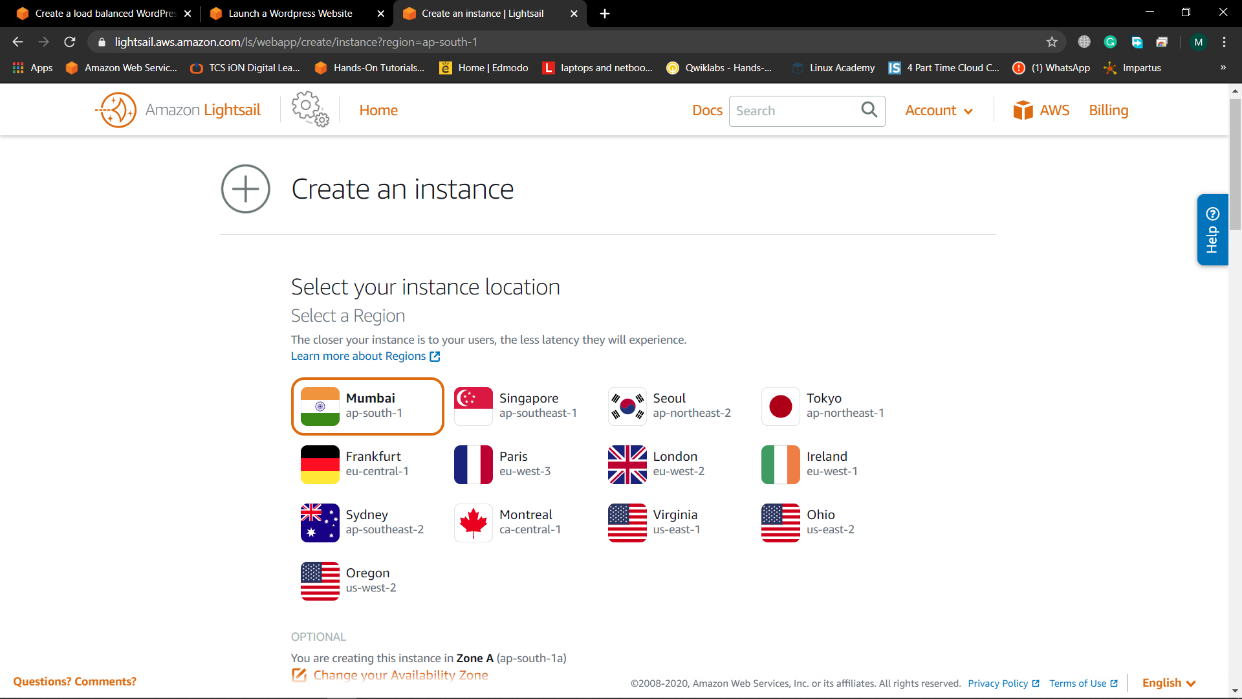 Create a load balanced WordPres
Launch a Wordpress Website
Create an instance | Lightsail
lightsail.aws.amazon.com/ls/webapp/create/instance?region=ap-south-1
M
Apps
Amazon Web Servic...
TCS iON Digital Lea...
Hands-On Tutorials...
Home | Edmodo
laptops and netboo...
Qwiklabs - Hands-...
Linux Academy
4 Part Time Cloud C...
(1) WhatsApp
Impartus
»
Amazon Lightsail
Home
Docs
Search
Account
AWS
Billing
Create an instance
Help
Select your instance location
Select a Region
The closer your instance is to your users, the less latency they will experience.
Learn more about Regions
Mumbai
ap-south-1
Singapore
ap-southeast-1
Seoul
ap-northeast-2
Tokyo
ap-northeast-1
Frankfurt
eu-central-1
Paris
eu-west-3
London
eu-west-2
Ireland
eu-west-1
Sydney
ap-southeast-2
Montreal
ca-central-1
Virginia
us-east-1
Ohio
us-east-2
Oregon
us-west-2
OPTIONAL
You are creating this instance in Zone A (ap-south-1a)
Change your Availability Zone
Questions? Comments?
©2008-2020, Amazon Web Services, Inc. or its affiliates. All rights reserved.
Privacy Policy
Terms of Use
English